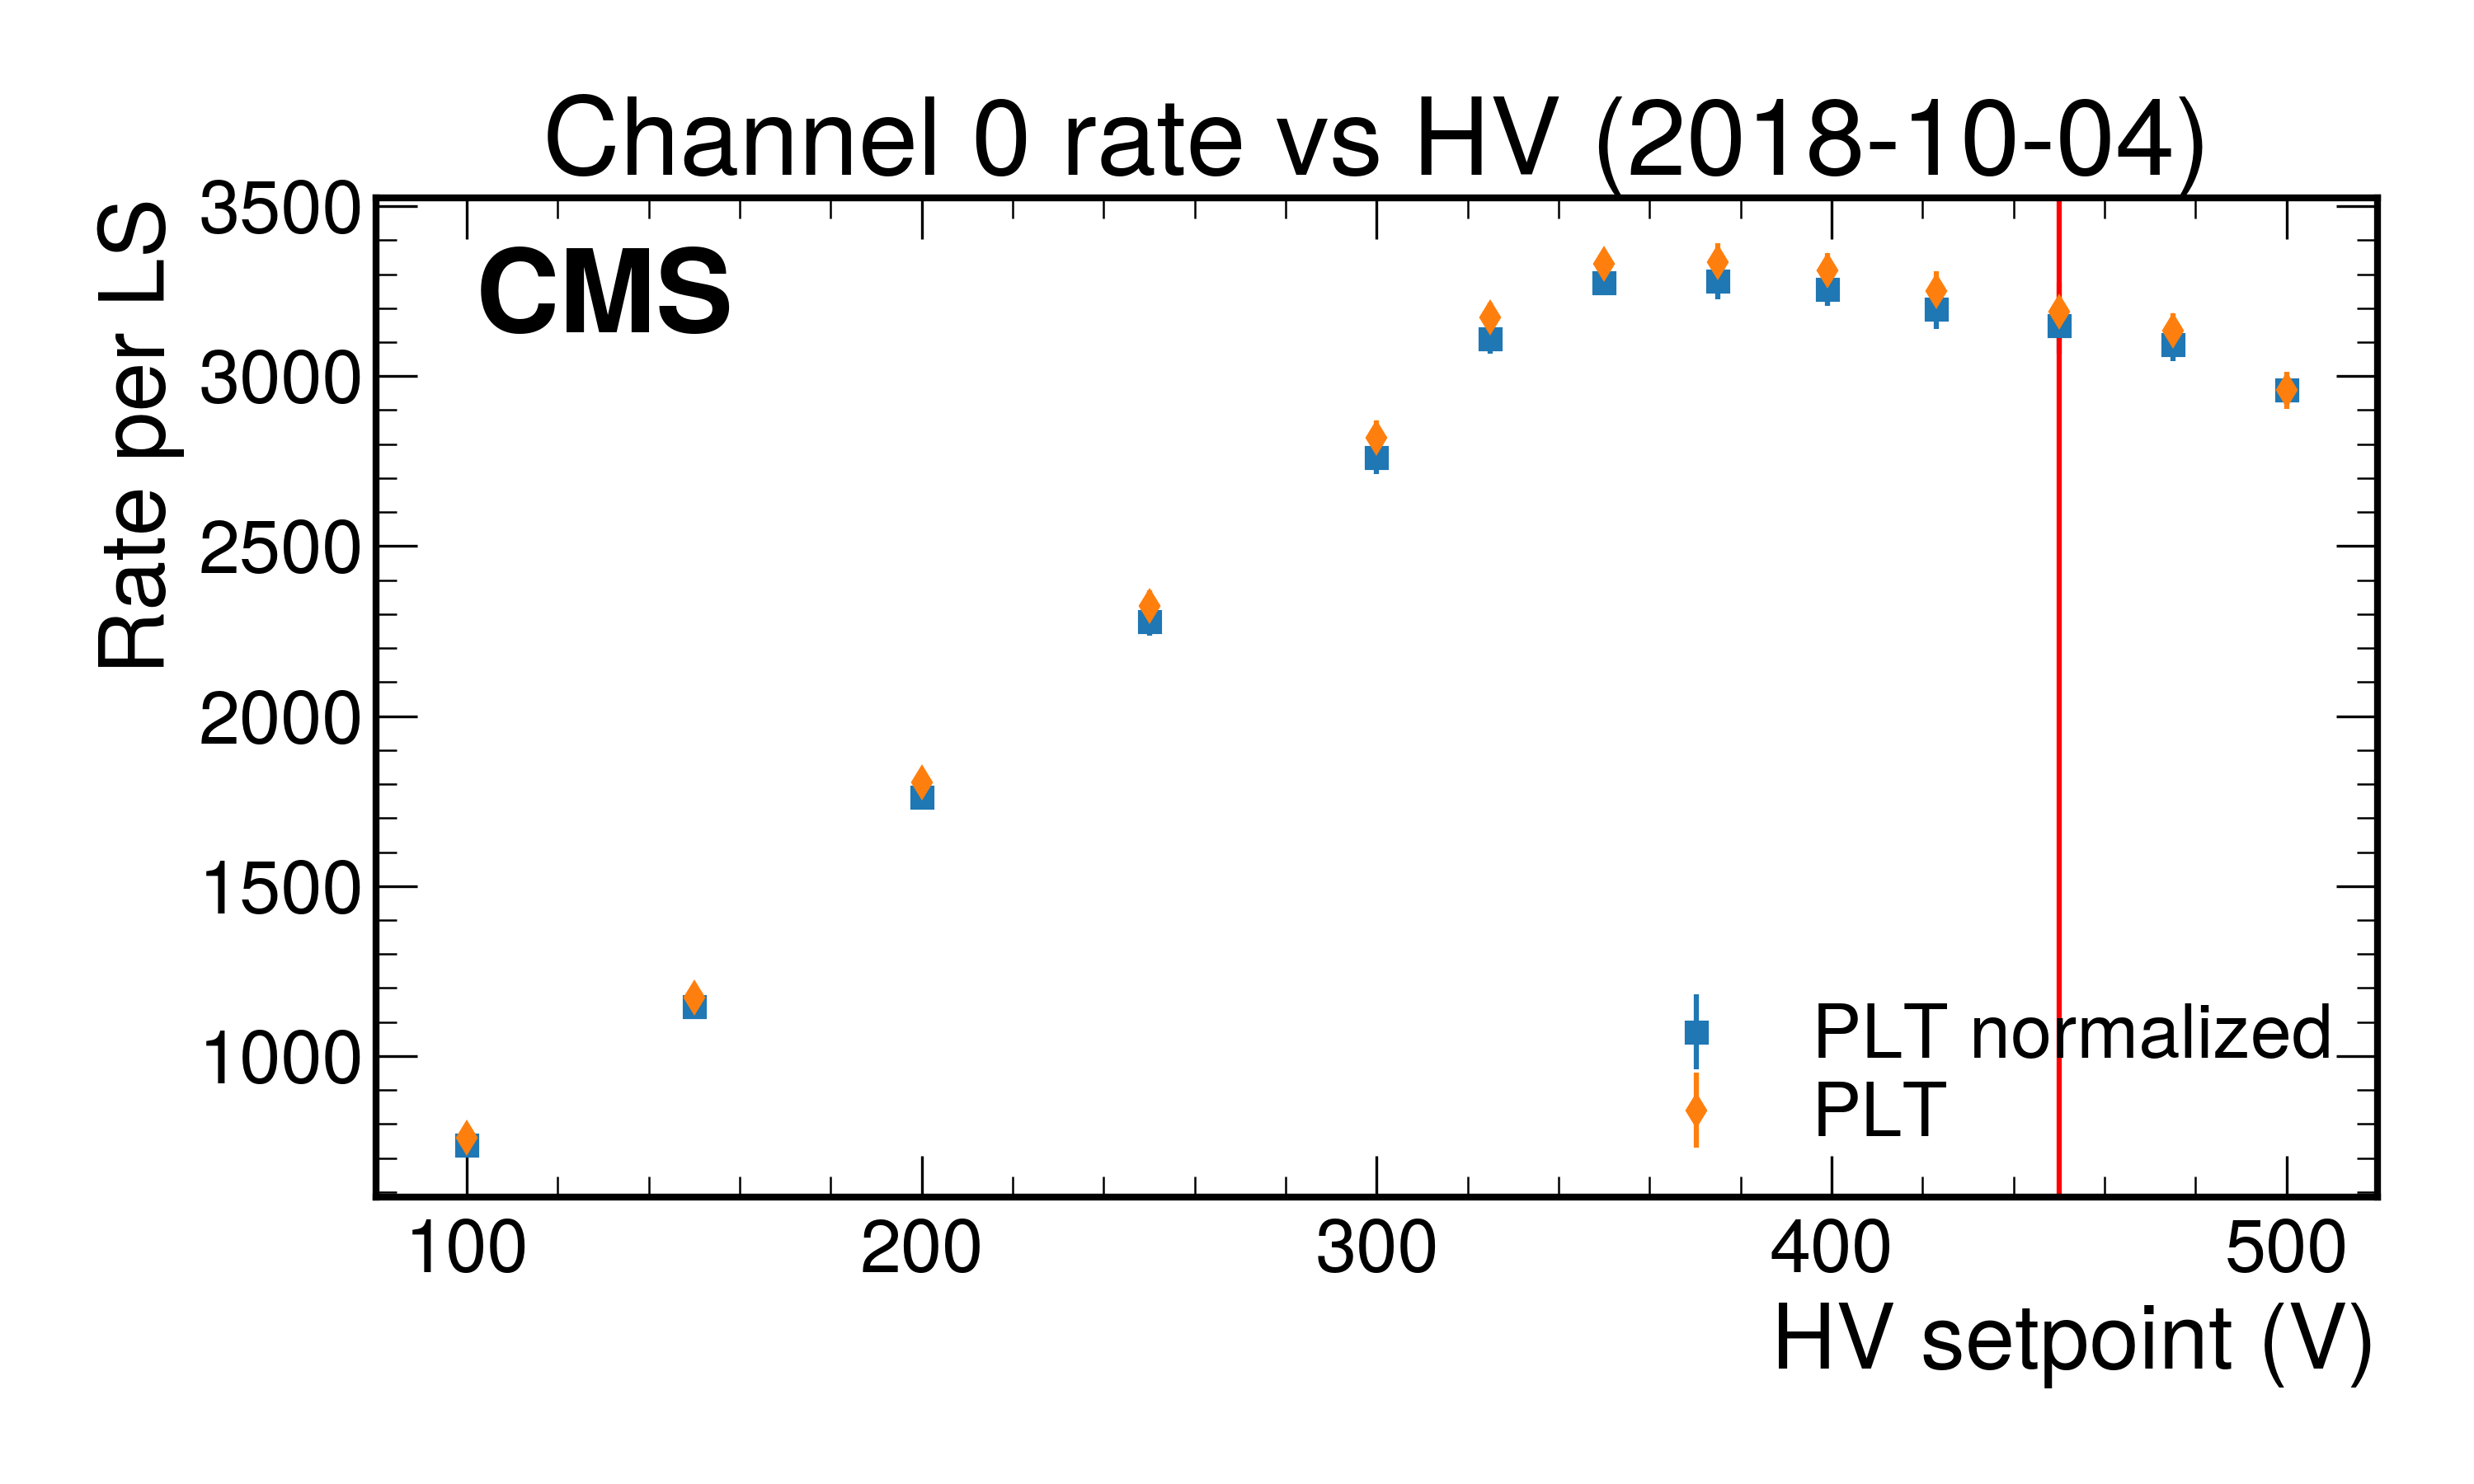 Channel 0 rate vs HV (2018-10-04)
CMS
Rate per LS
3500
3000
2500
2000
1500
1000
PLT normalized
PLT
100 200 300 400 500
HV setpoint (V)